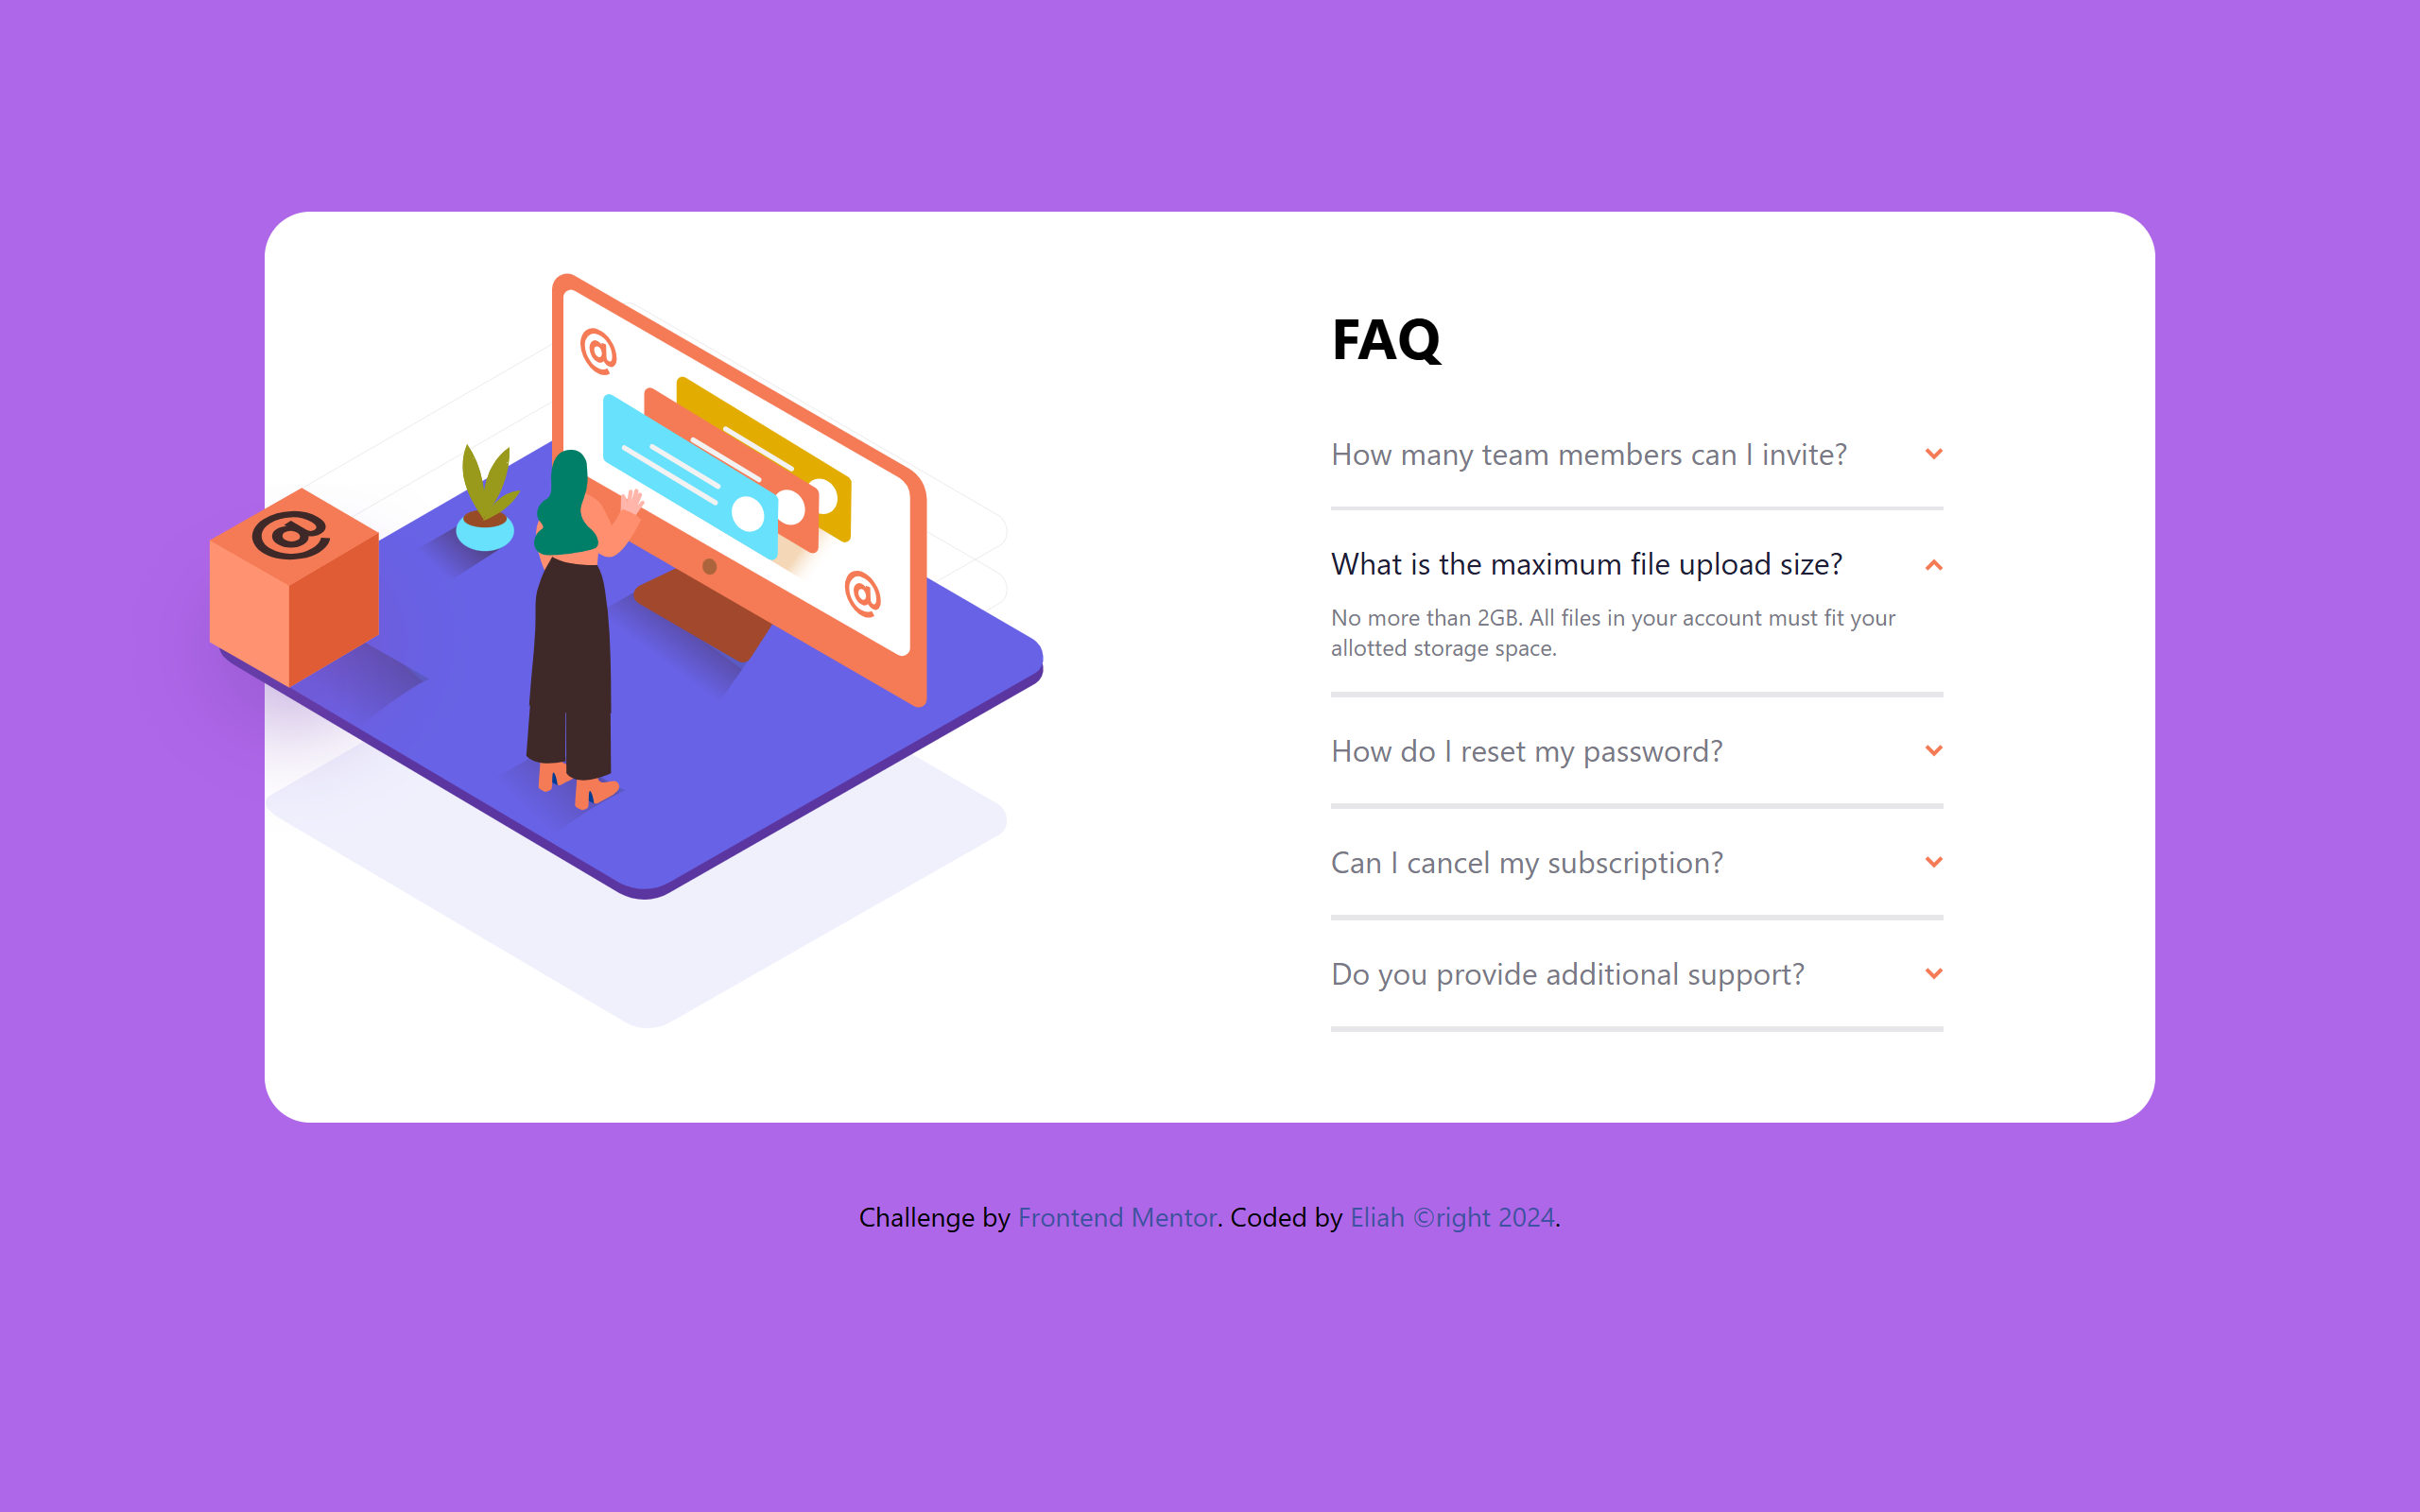 @
@
@
FAQ
How many team members can I invite?
What is the maximum file upload size?
No more than 2GB. All files in your account must fit your
allotted storage space.
How do I reset my password?
Can I cancel my subscription?
Do you provide additional support?
Challenge by Frontend Mentor. Coded by Eliah ©right 2024.